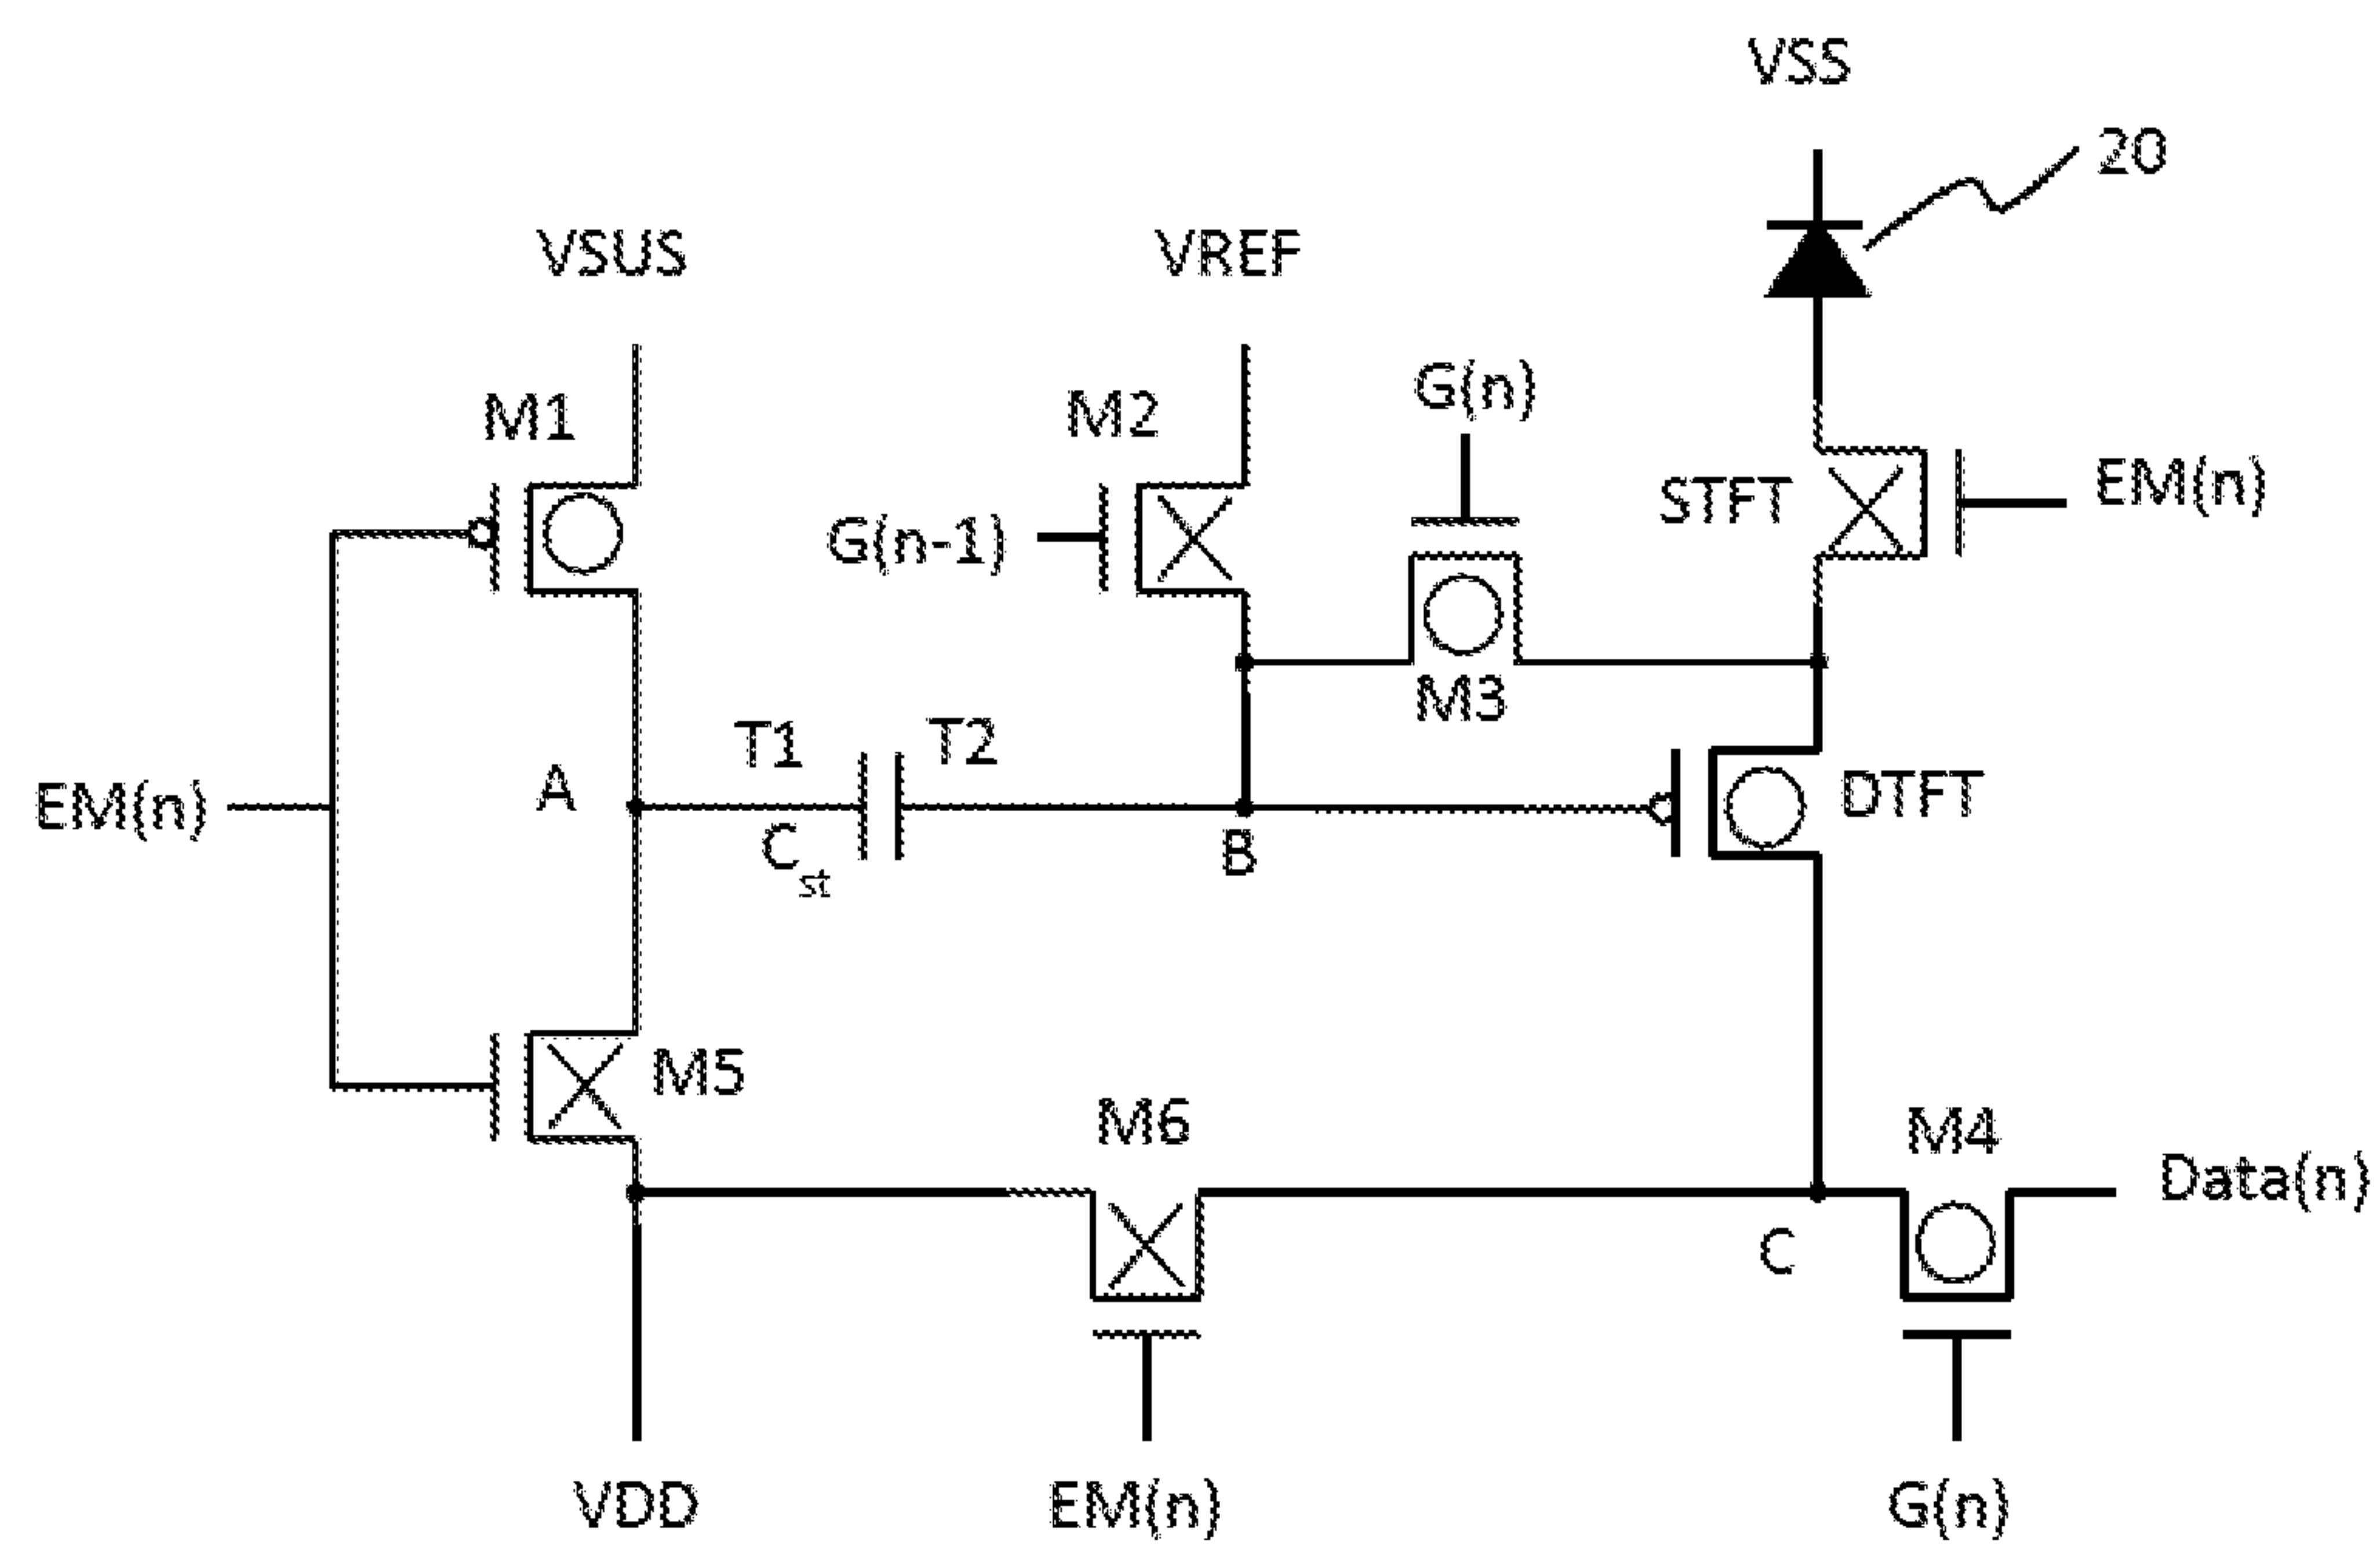 VSS
20
VSUS
VREF
M1
M2
G(n)
STFT
EM(n)
G(n-1)
M3
T1
T2
EM(n)
A
DTFT
Cst
B
M5
M6
M4
Data(n)
C
VDD
EM(n)
G(n)